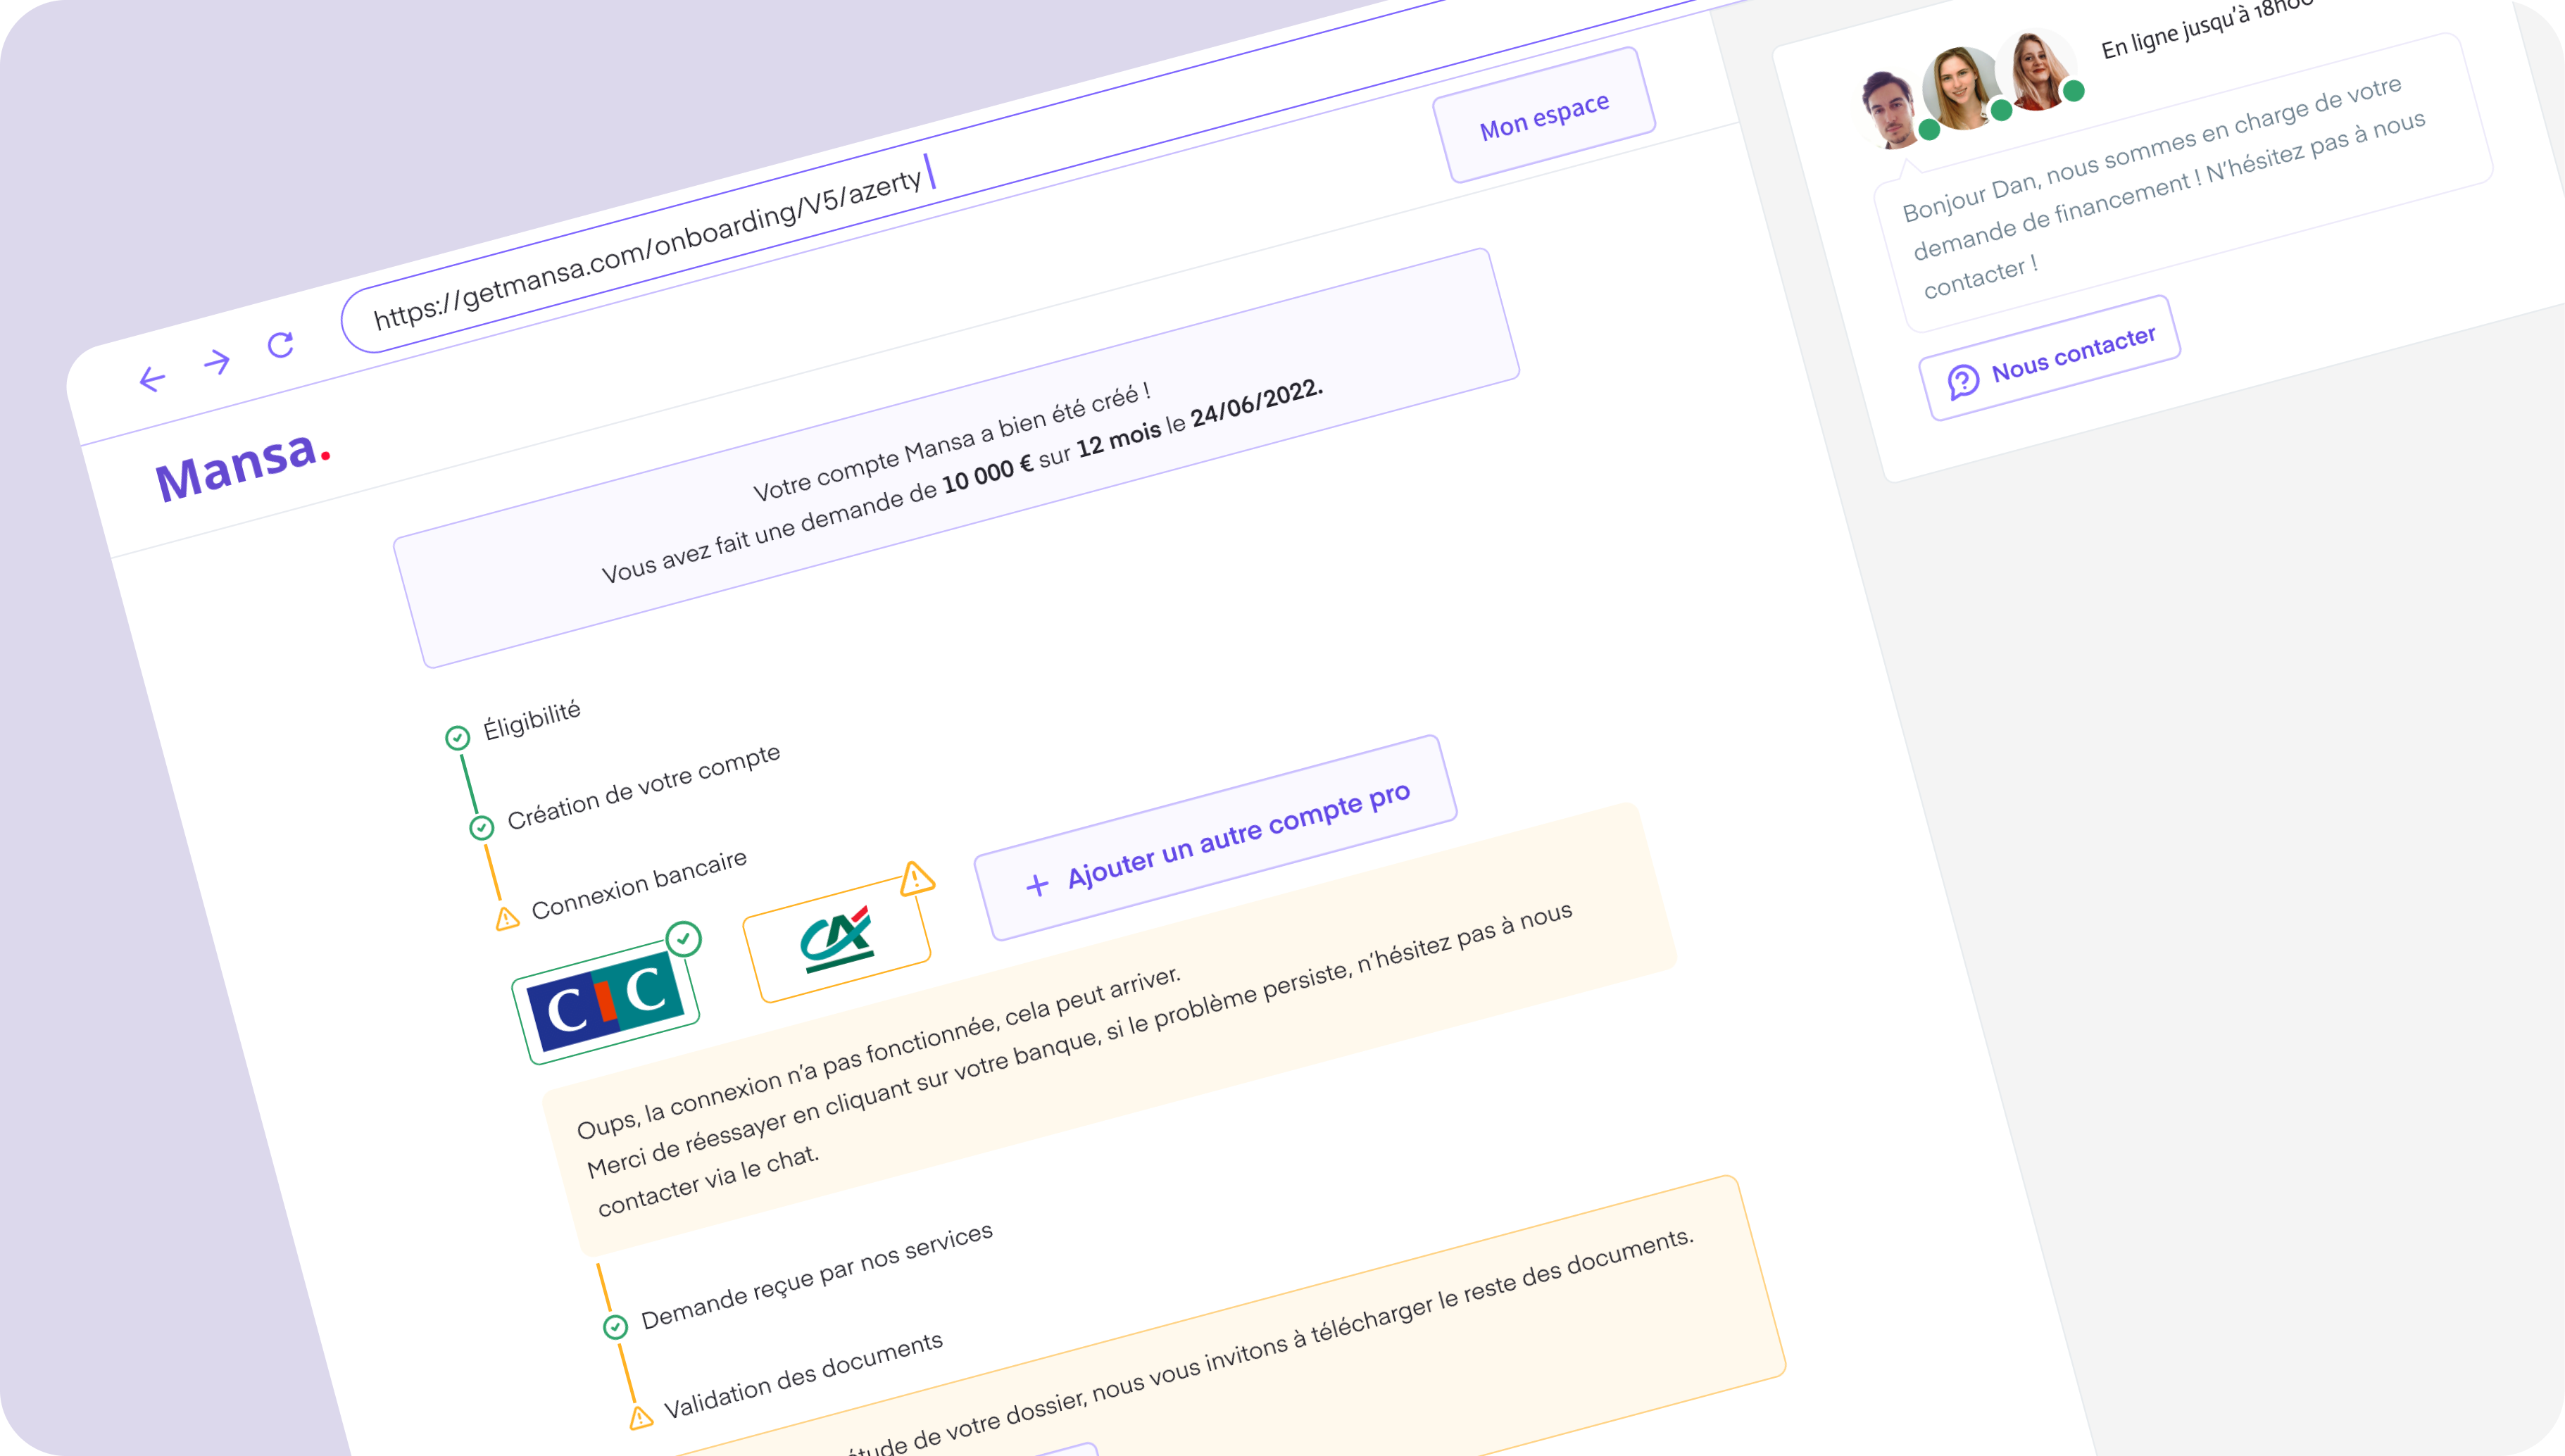 https://getmansa.com/onboarding/V5/azerty
Mansa.
Mon espace
Votre compte Mansa a bien été créé !
Vous avez fait une demande de 10 000 € sur 12 mois le 24/06/2022.
Éligibilité
Création de votre compte
Connexion bancaire
CIC
CA
+ Ajouter un autre compte pro
Oups, la connexion n’a pas fonctionnée, cela peut arriver.
Merci de réessayer en cliquant sur votre banque, si le problème persiste, n’hésitez pas à nous
contacter via le chat.
Demande reçue par nos services
Validation des documents
de votre dossier, nous vous invitons à télécharger le reste des documents.
En ligne jusqu’à
Bonjour Dan, nous sommes en charge de votre
demande de financement ! N’hésitez pas à nous
contacter !
Nous contacter